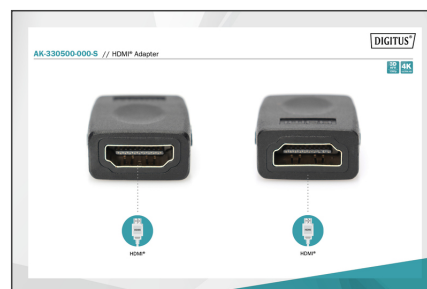 DIGITUS®
AK-330500-000-S // HDMI® Adapter
4K
HDMI®
HDMI®